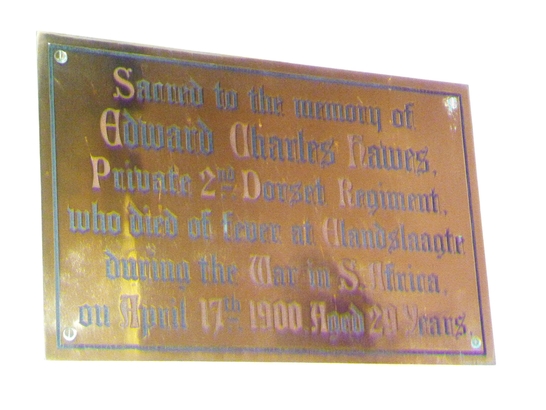 Sacred to the memory of
Edward Charles Hawes,
Private 2nd Dorset Regiment,
who died of fever at Elandslaagte
during the War in S. Africa,
on April 17th 1900. Aged 29 Years.